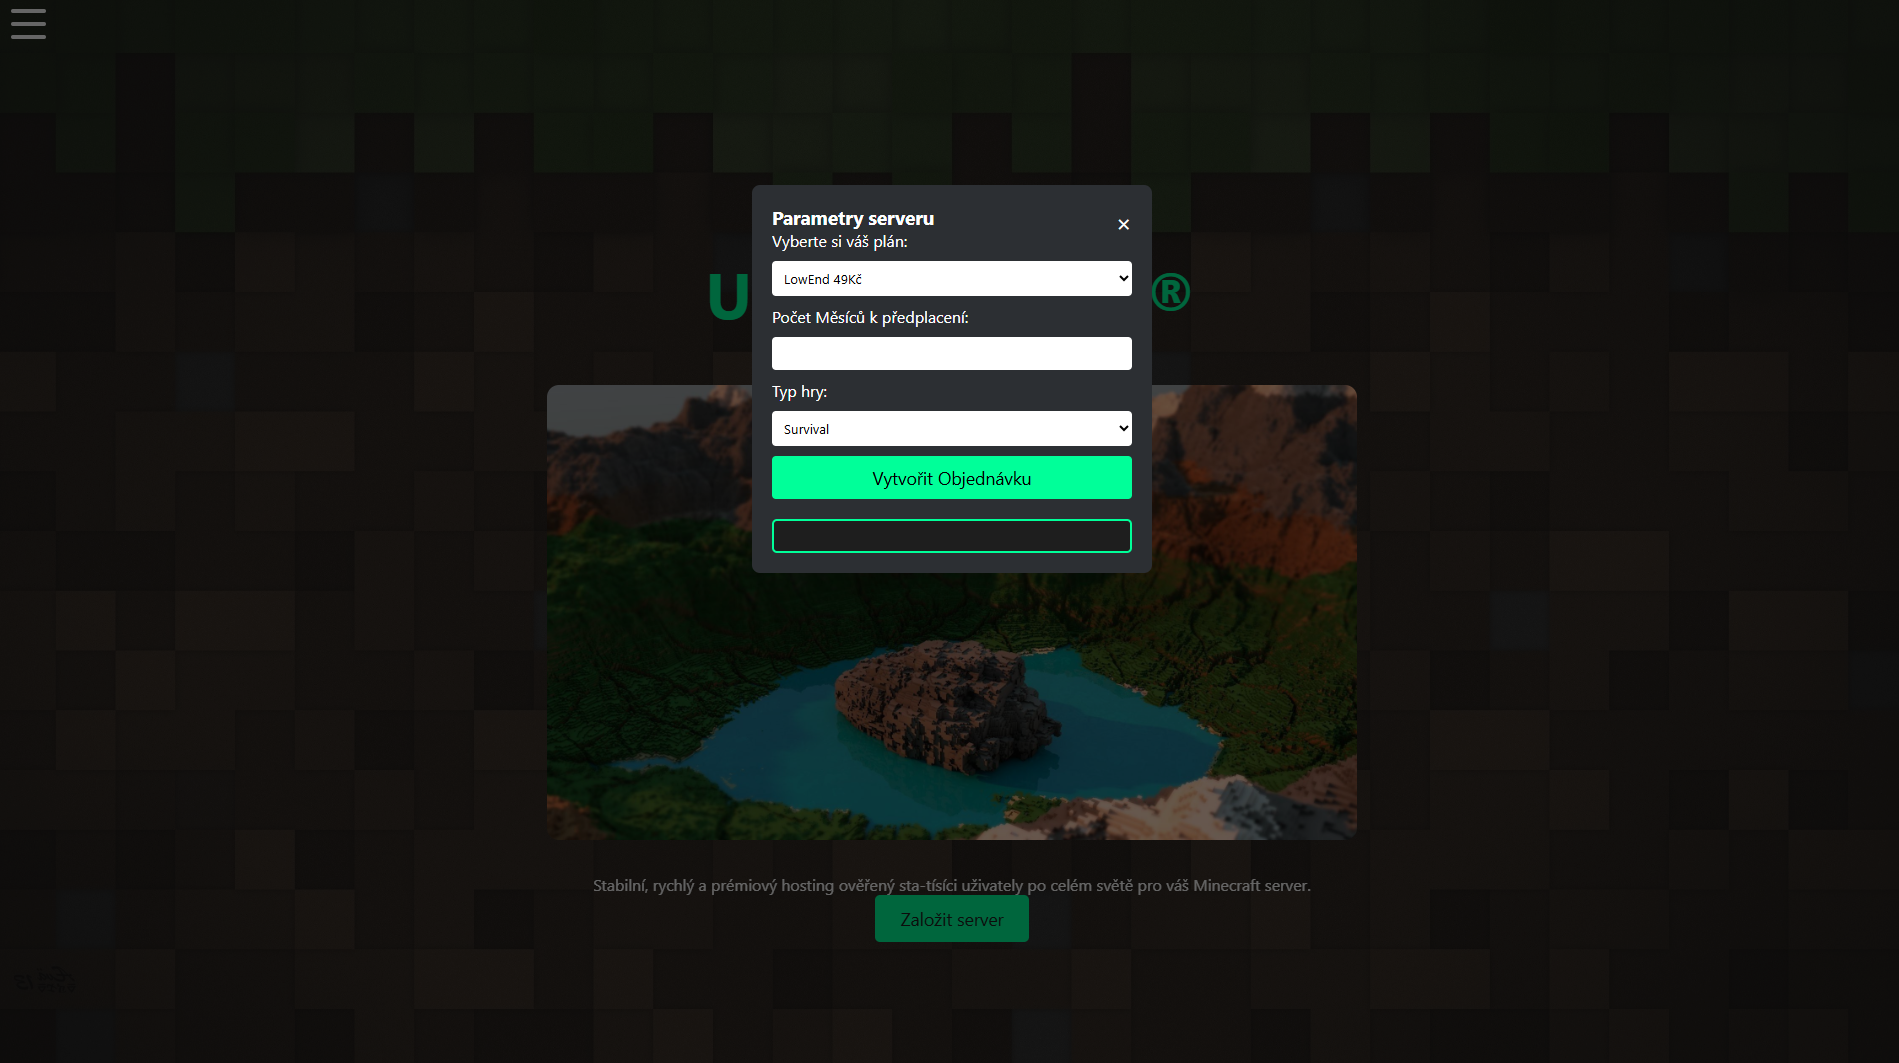 Parametry serveru
×
Vyberte si váš plán:
LowEnd 49Kč
Počet Měsíců k předplacení:
Typ hry:
Survival
Vytvořit Objednávku
U ®
Stabilní, rychlý a prémiový hosting ověřený sta-tísíci uživately po celém světě pro váš Minecraft server.
Založit server